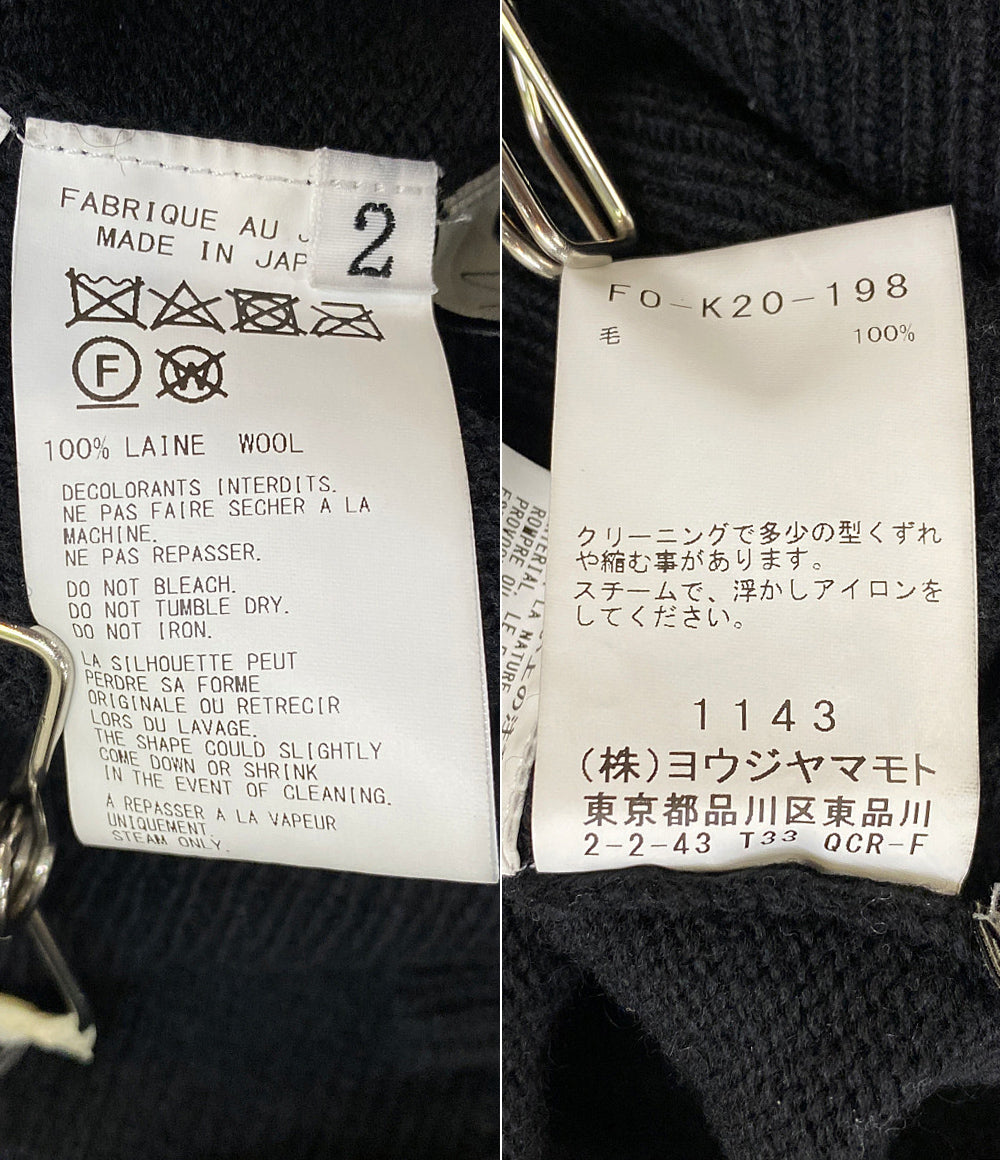 FABRIQUE AU
2
MADE IN JAP
F
W
100% LAINE WOOL
DECOLORANTS INTERDITS.
NE PAS FAIRE SECHER A LA
MACHINE.
NE PAS REPASSER.
DO NOT BLEACH.
DO NOT TUMBLE DRY.
DO NOT IRON.
LA SILHOUETTE PEUT
PERDRE SA FORME
ORIGINALE OU RETRECIR
LORS DU LAVAGE.
THE SHAPE COULD SLIGHTLY
COME DOWN OR SHRINK
IN THE EVENT OF CLEANING.
A REPASSER A LA VAPEUR
UNIQUEMENT.
STEAM ONLY.
FO-K20-198
毛 100%
クリーニングで多少の型くずれ
や縮む事があります。
スチームで、浮かしアイロンを
してください。
1143
(株)ヨウジヤマモト
東京都品川区東品川
2-2-43 T33 QCR-F
LA NATURE